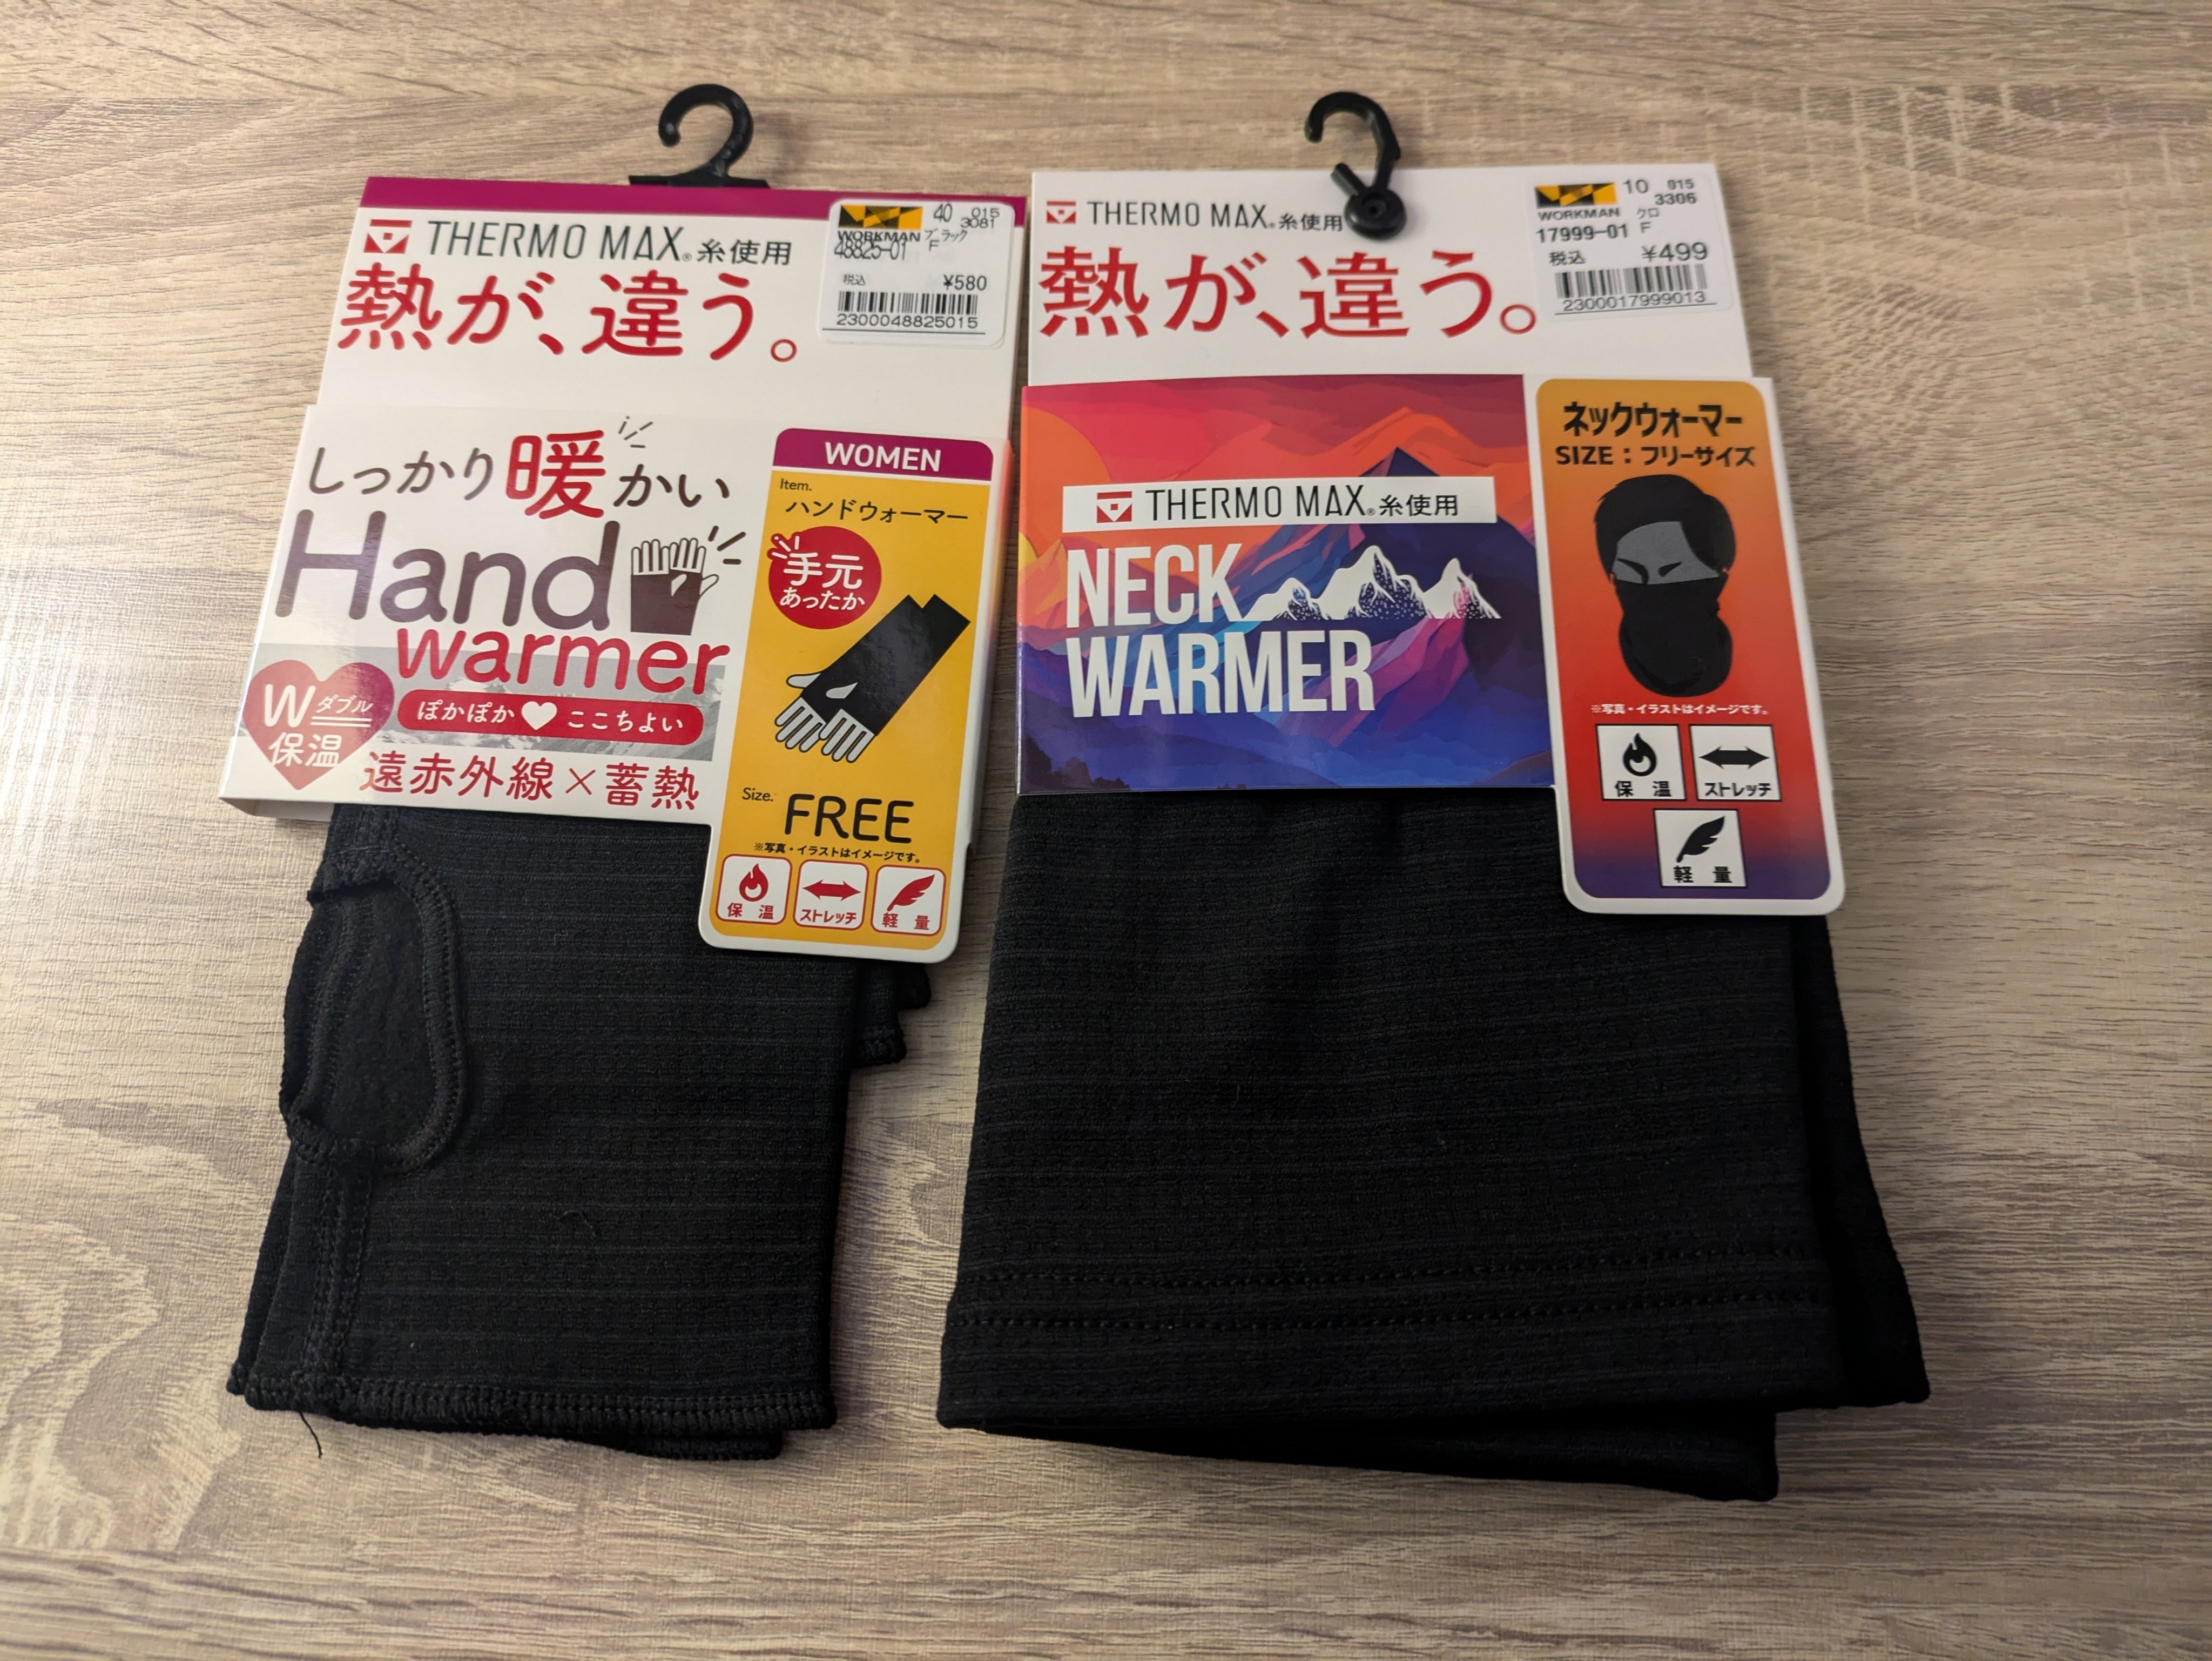 THERMO MAX®糸使用
熱が、違う。
WORKMAN
40 015
3081
ブラック
48825-01 F
税込 ¥580
2300048825015
しっかり暖かい
Hand
warmer
W ダブル
保温
ぽかぽか ここちよい
遠赤外線×蓄熱
WOMEN
Item.
ハンドウォーマー
手元
あったか
Size. FREE
※写真・イラストはイメージです。
保温
ストレッチ
軽量
THERMO MAX®糸使用
熱が、違う。
WORKMAN
10 015
3306
クロ
17999-01 F
税込 ¥499
2300017999013
THERMO MAX®糸使用
NECK
WARMER
ネックウォーマー
SIZE：フリーサイズ
※写真・イラストはイメージです。
保温
ストレッチ
軽量